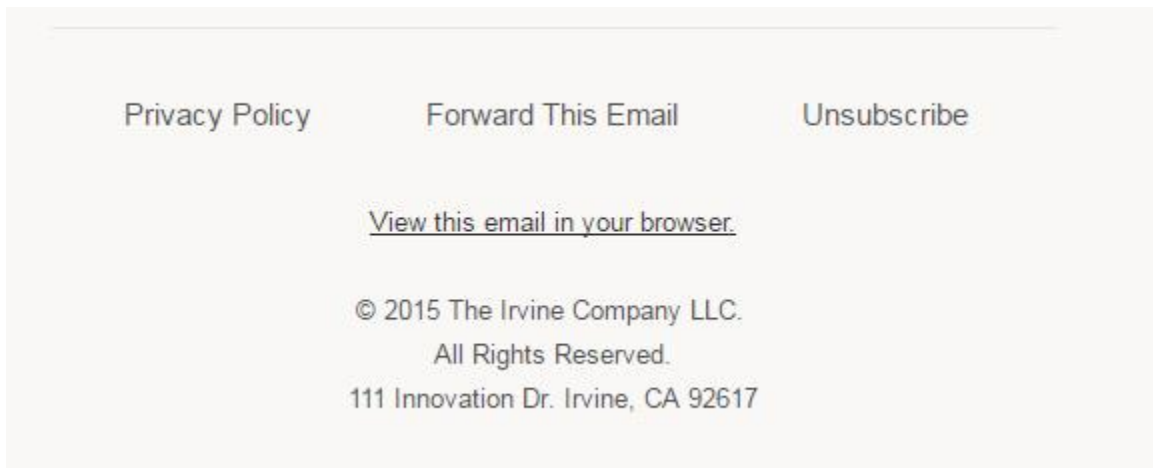 Privacy Policy Forward This Email Unsubscribe
View this email in your browser.
© 2015 The Irvine Company LLC.
All Rights Reserved.
111 Innovation Dr. Irvine, CA 92617